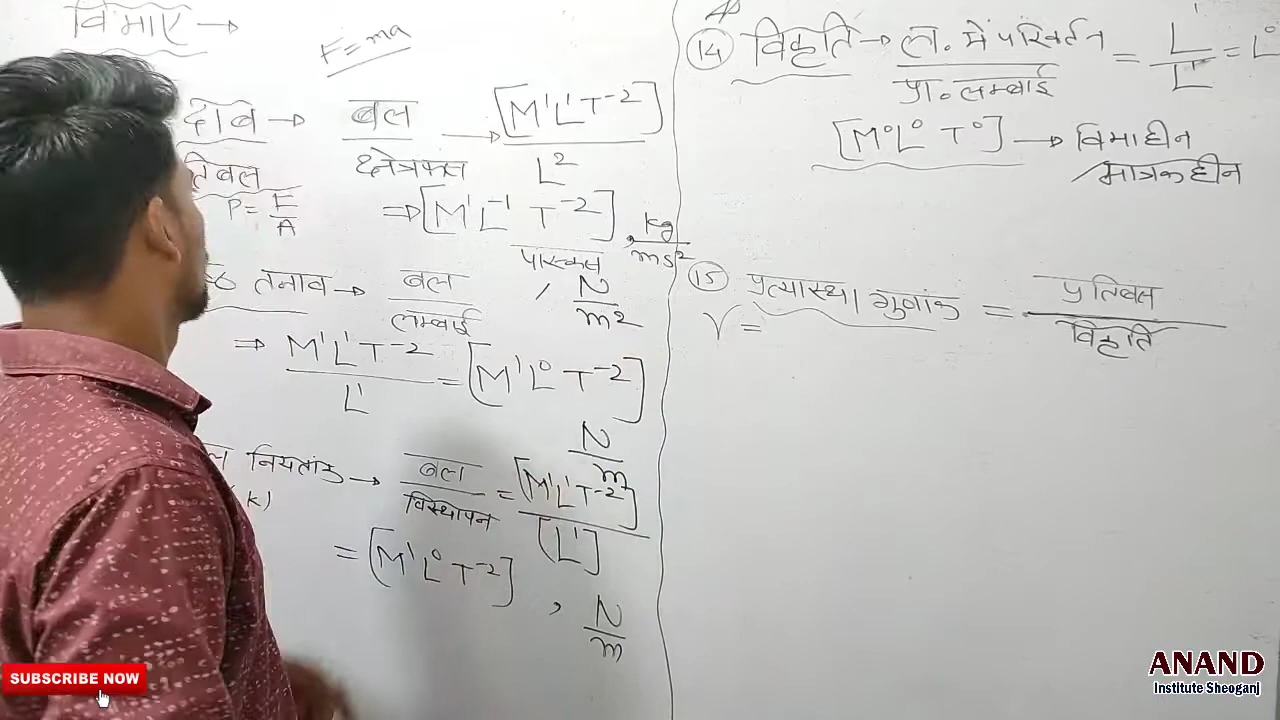 विमाए →
F = ma
दाब → बल / क्षेत्रफल → [M¹L¹T⁻²] / L²
तिबल
P = F/A
⇒ [M¹L⁻¹T⁻²], kg/ms²
पास्कल, N/m²
तनाव → बल / लम्बाई
⇒ M¹L¹T⁻² / L¹ = [M¹L⁰T⁻²]
N/m
नियतांक → बल / विस्थापन = [M¹L¹T⁻²] / [L¹]
(k)
= [M¹L⁰T⁻²], N/m
14 विकृति → ल. में परिवर्तन / प्रा. लम्बाई = L¹/L¹ = L⁰
[M⁰L⁰T⁰] → विमाहीन
मात्रकहीन
15 प्रत्यास्था गुणांक = प्रतिबल / विकृति
γ =
SUBSCRIBE NOW
ANAND
Institute Sheoganj